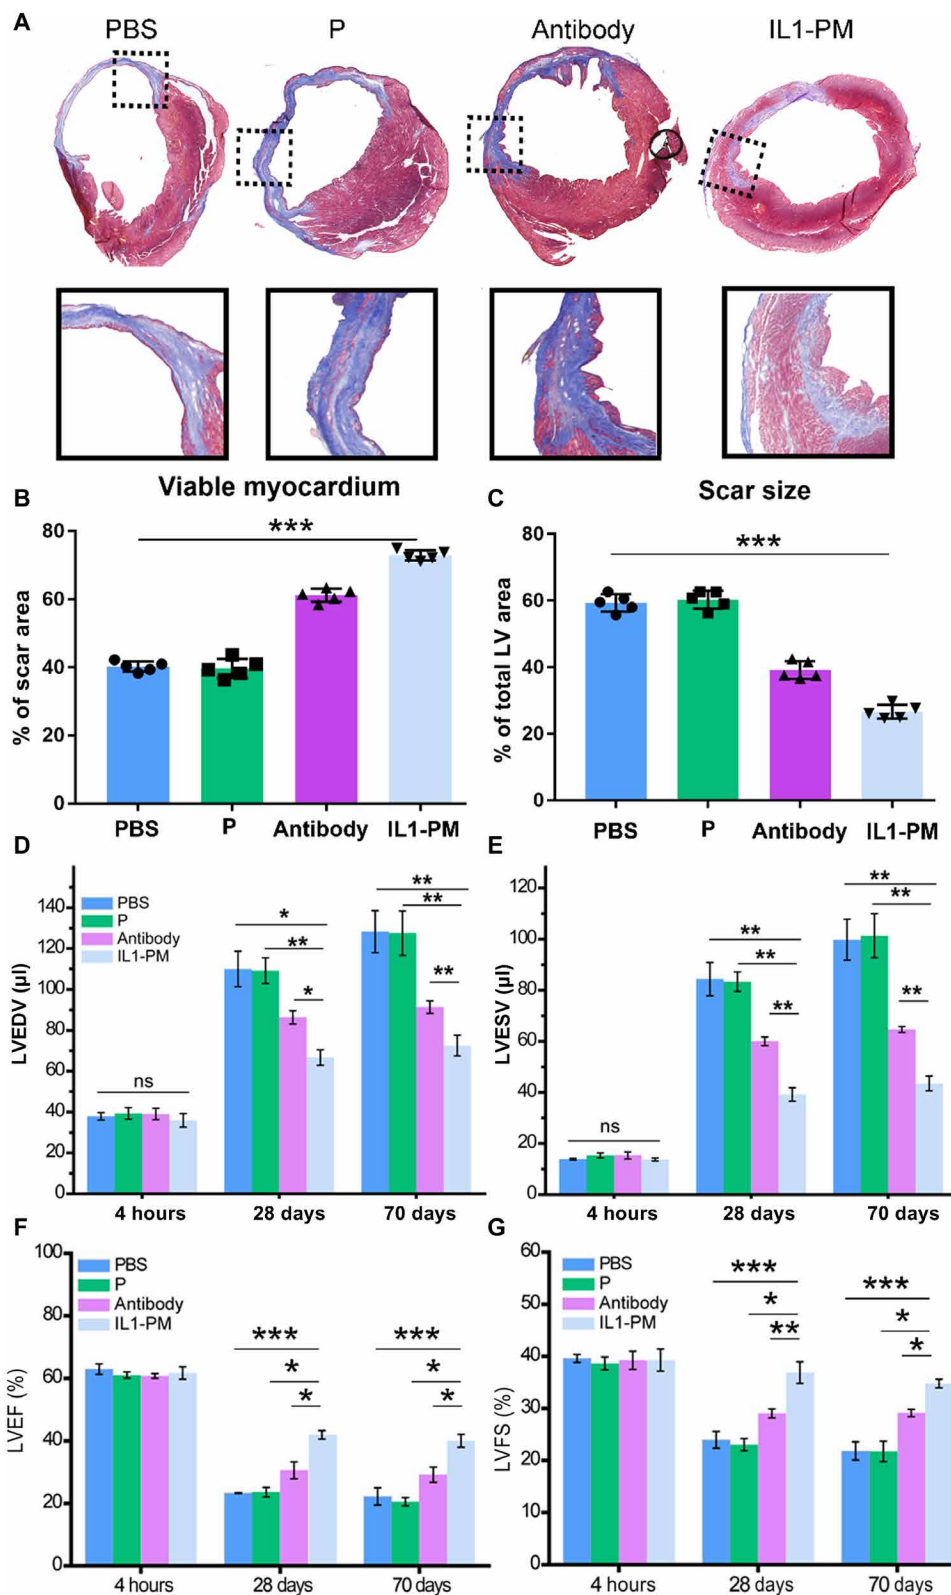 A
PBS P Antibody IL1-PM
B Viable myocardium
% of scar area
80
60
40
20
0
***
PBS P Antibody IL1-PM
C Scar size
% of total LV area
80
60
40
20
0
***
PBS P Antibody IL1-PM
D
LVEDV (µl)
140
120
100
80
60
40
20
0
PBS
P
Antibody
IL1-PM
ns
*
**
*
**
**
**
4 hours 28 days 70 days
E
LVESV (µl)
120
100
80
60
40
20
0
ns
**
**
**
**
**
**
4 hours 28 days 70 days
F
LVEF (%)
100
80
60
40
20
0
PBS
P
Antibody
IL1-PM
***
*
*
***
*
*
4 hours 28 days 70 days
G
LVFS (%)
60
50
40
30
20
10
0
PBS
P
Antibody
IL1-PM
***
*
**
***
*
*
4 hours 28 days 70 days